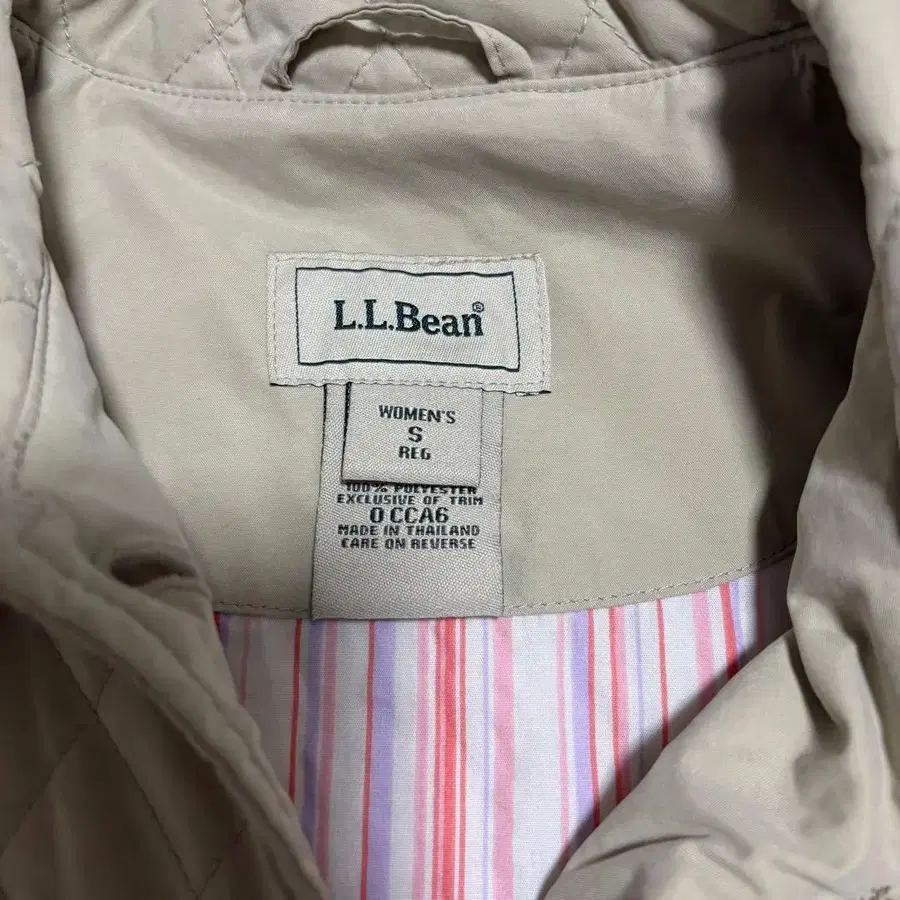 L.L.Bean®
WOMEN'S
S
REG
100% POLYESTER
EXCLUSIVE OF TRIM
0 CCA6
MADE IN THAILAND
CARE ON REVERSE